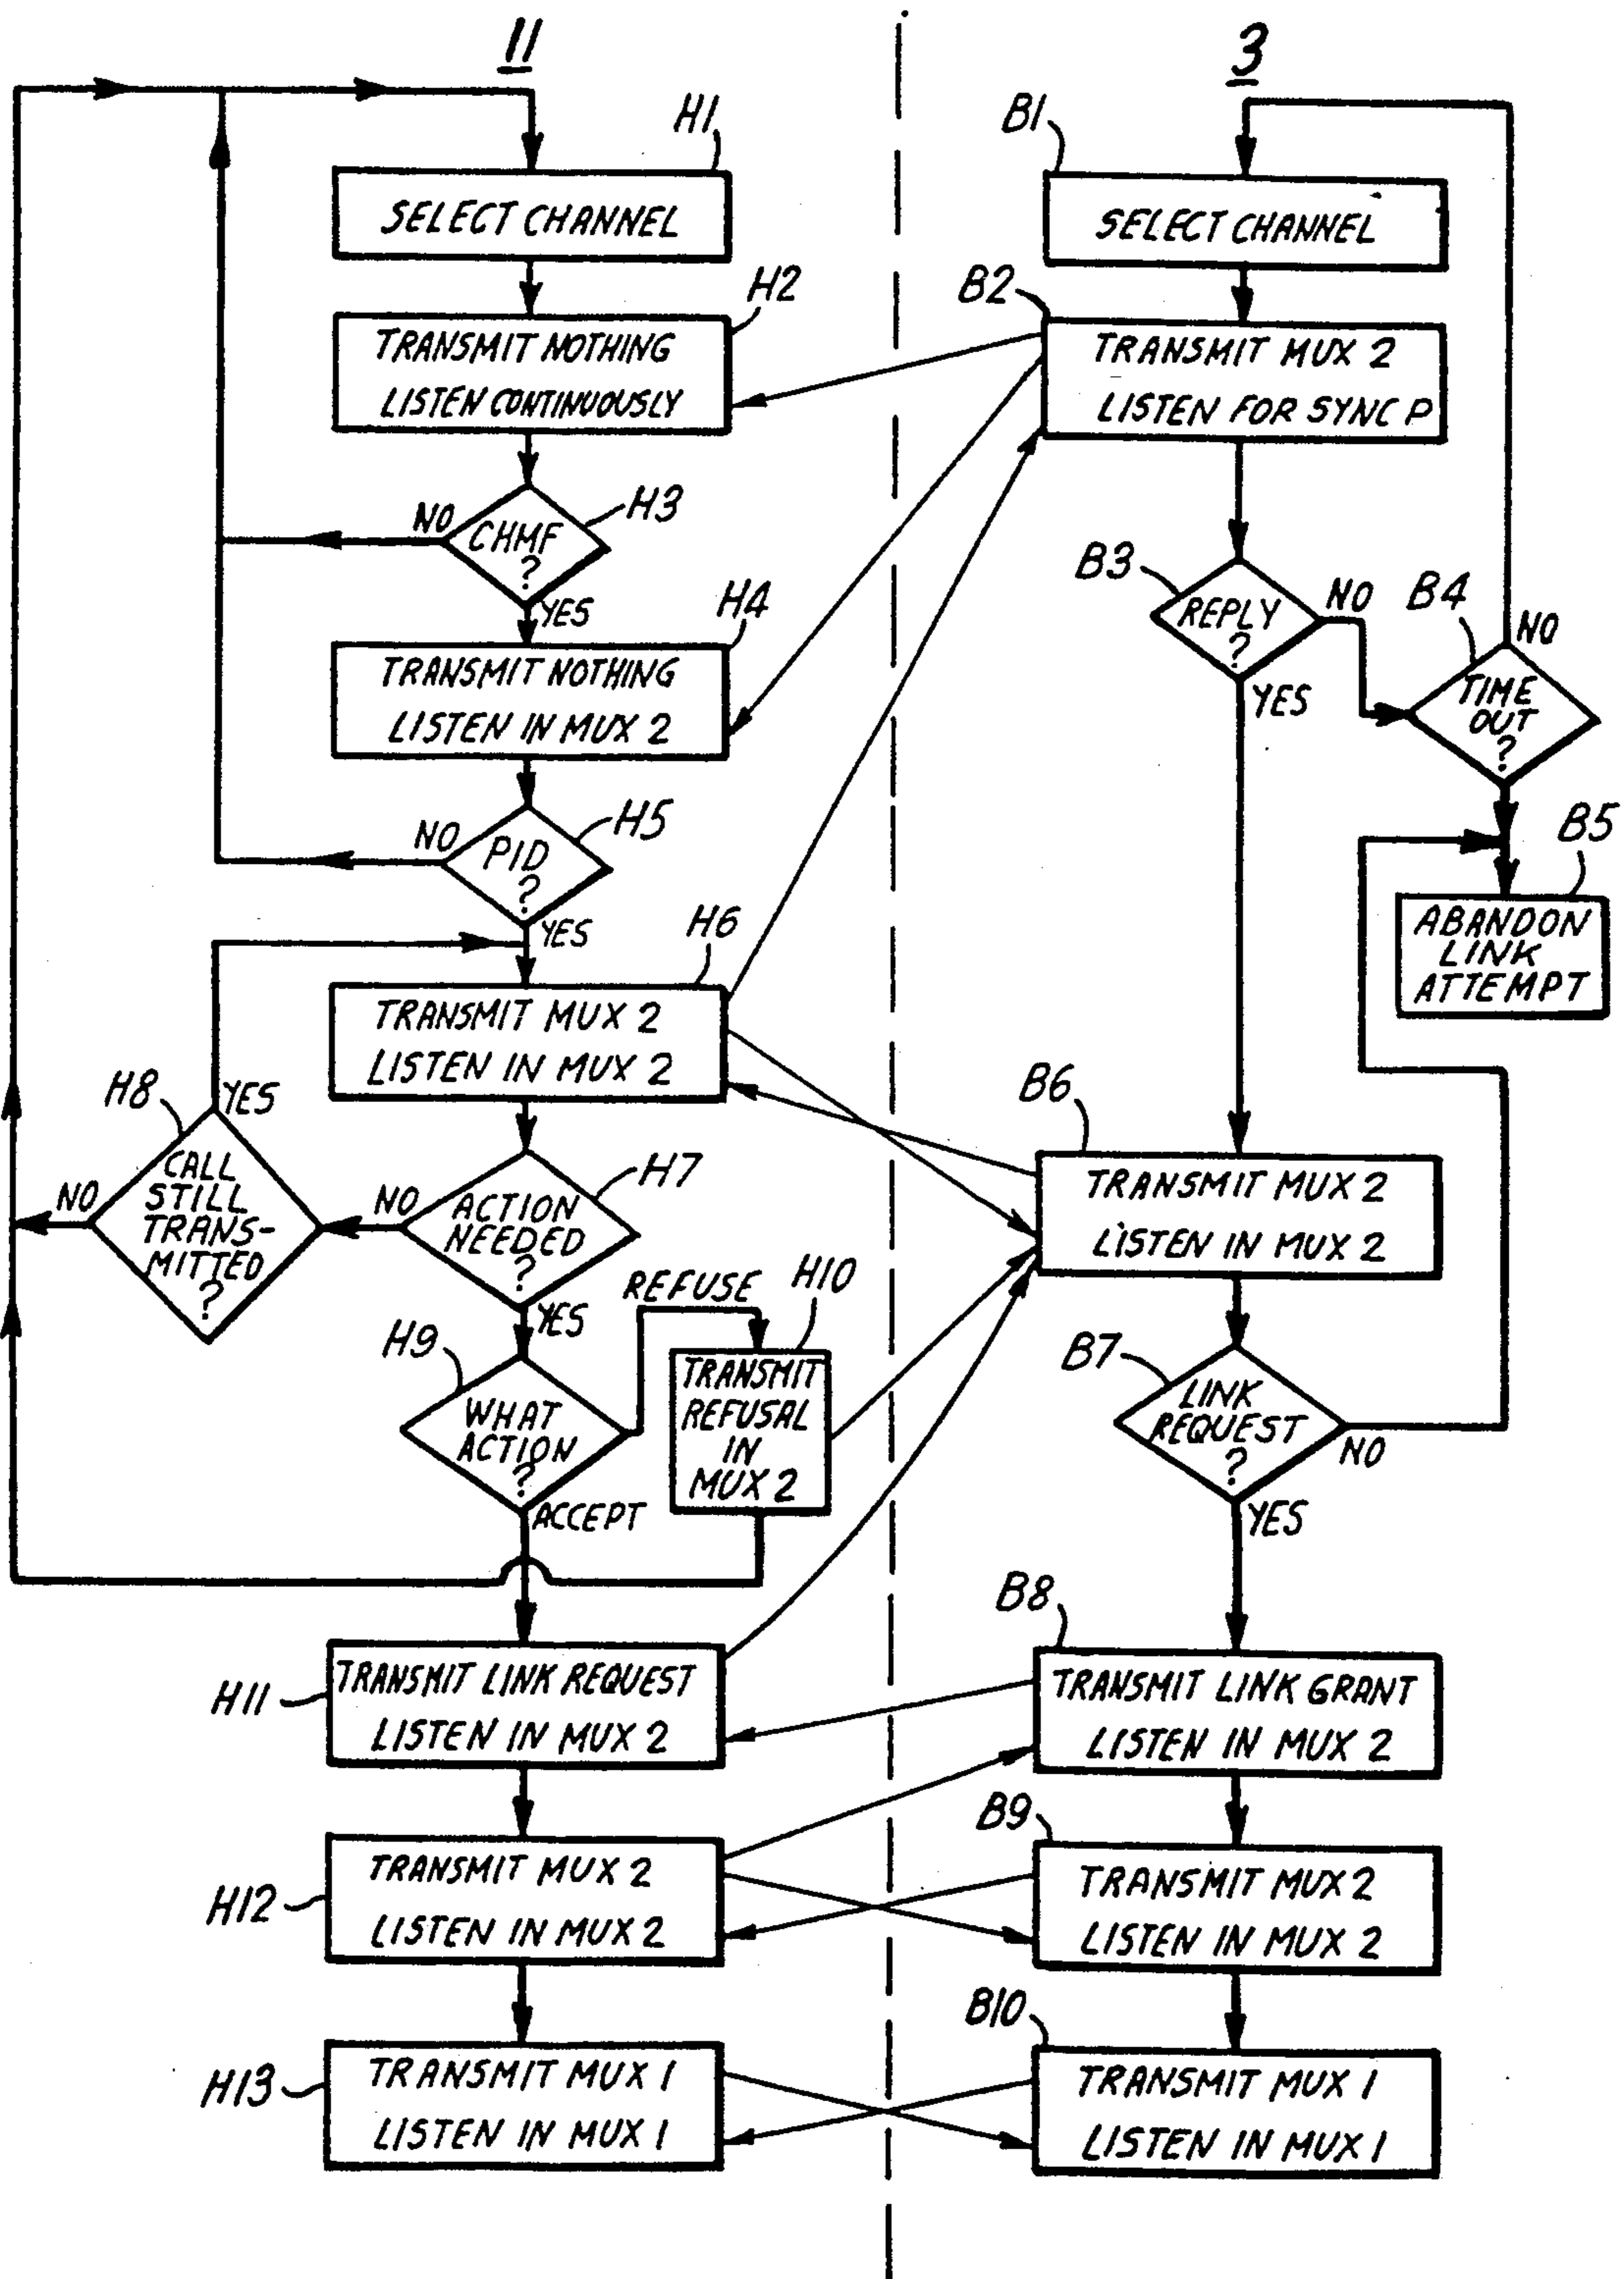 11
H1
SELECT CHANNEL
H2
TRANSMIT NOTHING
LISTEN CONTINUOUSLY
H3
NO
CHMF
?
YES
H4
TRANSMIT NOTHING
LISTEN IN MUX 2
H5
NO
PID
?
YES
H6
TRANSMIT MUX 2
LISTEN IN MUX 2
H8
YES
CALL
STILL
TRANS-
MITTED
?
NO
H7
NO
ACTION
NEEDED
?
YES
H9
WHAT
ACTION
?
REFUSE
ACCEPT
H10
TRANSMIT
REFUSAL
IN
MUX 2
H11
TRANSMIT LINK REQUEST
LISTEN IN MUX 2
H12
TRANSMIT MUX 2
LISTEN IN MUX 2
H13
TRANSMIT MUX 1
LISTEN IN MUX 1
3
B1
SELECT CHANNEL
B2
TRANSMIT MUX 2
LISTEN FOR SYNC P
B3
REPLY
?
NO
YES
B4
NO
TIME
OUT
?
B5
ABANDON
LINK
ATTEMPT
B6
TRANSMIT MUX 2
LISTEN IN MUX 2
B7
LINK
REQUEST
?
NO
YES
B8
TRANSMIT LINK GRANT
LISTEN IN MUX 2
B9
TRANSMIT MUX 2
LISTEN IN MUX 2
B10
TRANSMIT MUX 1
LISTEN IN MUX 1